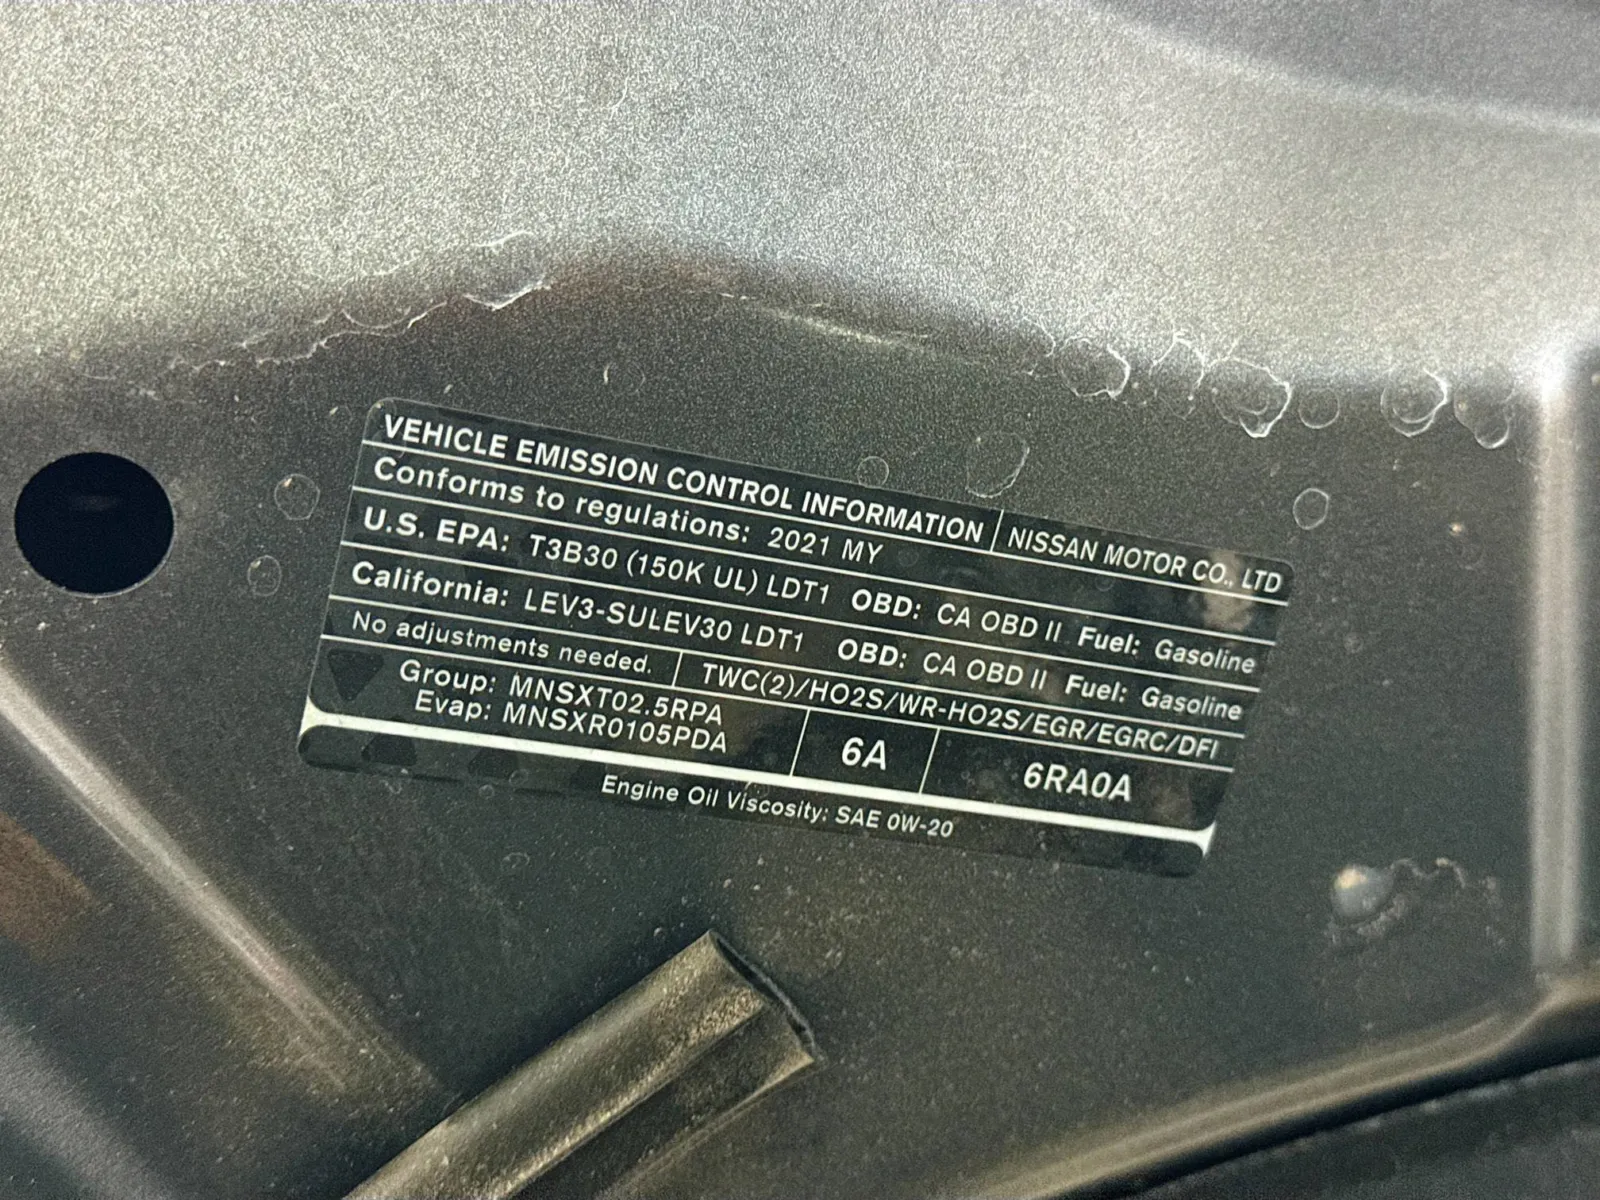 VEHICLE EMISSION CONTROL INFORMATION NISSAN MOTOR CO., LTD
Conforms to regulations: 2021 MY
U.S. EPA: T3B30 (150K UL) LDT1 OBD: CA OBD II Fuel: Gasoline
California: LEV3-SULEV30 LDT1 OBD: CA OBD II Fuel: Gasoline
No adjustments needed. TWC(2)/HO2S/WR-HO2S/EGR/EGRC/DFI
Group: MNSXT02.5RPA
Evap: MNSXR0105PDA
6A
6RA0A
Engine Oil Viscosity: SAE 0W-20